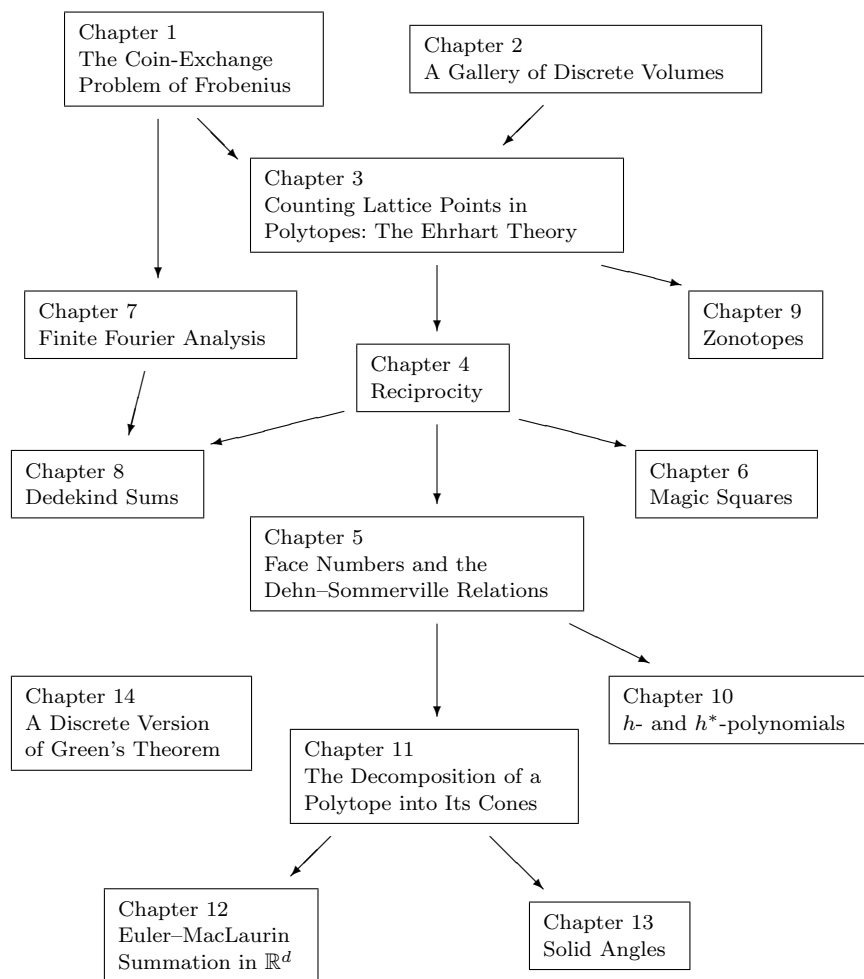 Chapter 1
The Coin-Exchange
Problem of Frobenius
Chapter 2
A Gallery of Discrete Volumes
Chapter 3
Counting Lattice Points in
Polytopes: The Ehrhart Theory
Chapter 7
Finite Fourier Analysis
Chapter 9
Zonotopes
Chapter 4
Reciprocity
Chapter 8
Dedekind Sums
Chapter 6
Magic Squares
Chapter 5
Face Numbers and the
Dehn–Sommerville Relations
Chapter 14
A Discrete Version
of Green's Theorem
Chapter 10
h- and h*-polynomials
Chapter 11
The Decomposition of a
Polytope into Its Cones
Chapter 12
Euler–MacLaurin
Summation in ℝᵈ
Chapter 13
Solid Angles